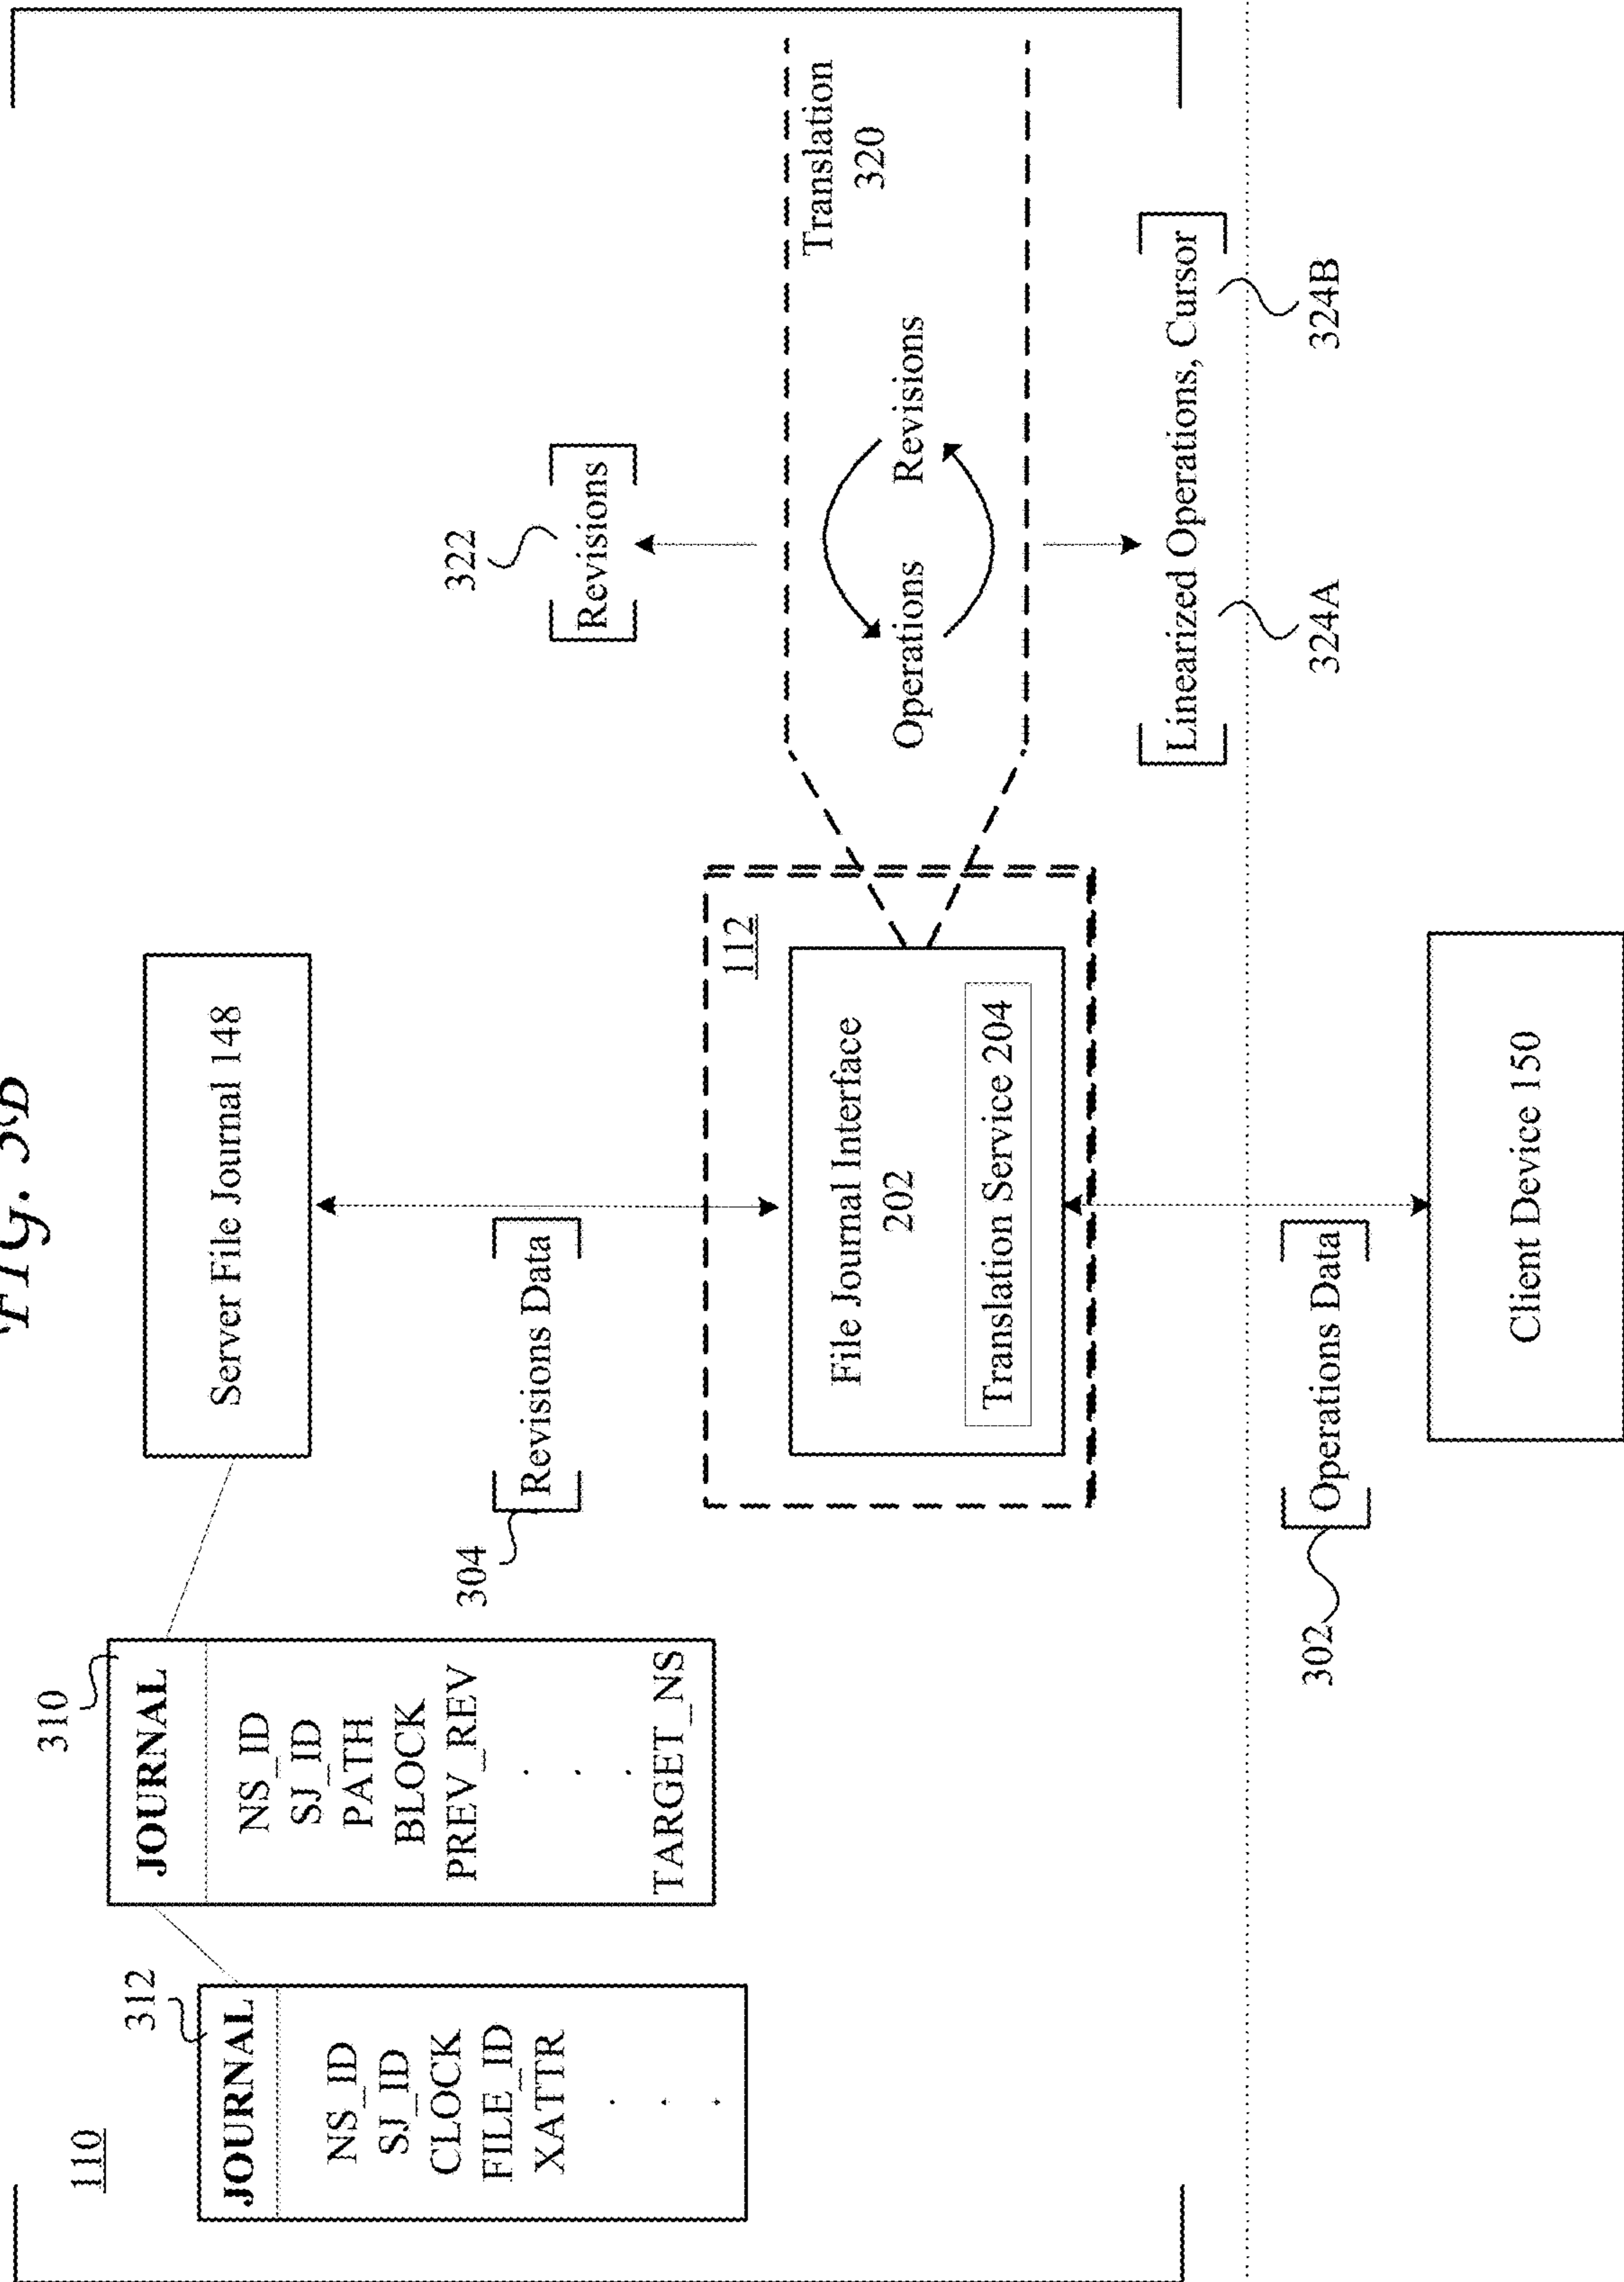 FIG. 3B
110
312
JOURNAL
NS_ID
SJ_ID
CLOCK
FILE_ID
XATTR
.
.
.
310
JOURNAL
NS_ID
SJ_ID
PATH
BLOCK
PREV_REV
.
.
.
TARGET_NS
Server File Journal 148
304
Revisions Data
322
Revisions
112
File Journal Interface
202
Translation Service 204
Translation
320
Operations Revisions
Linearized Operations, Cursor
324A 324B
302
Operations Data
Client Device 150